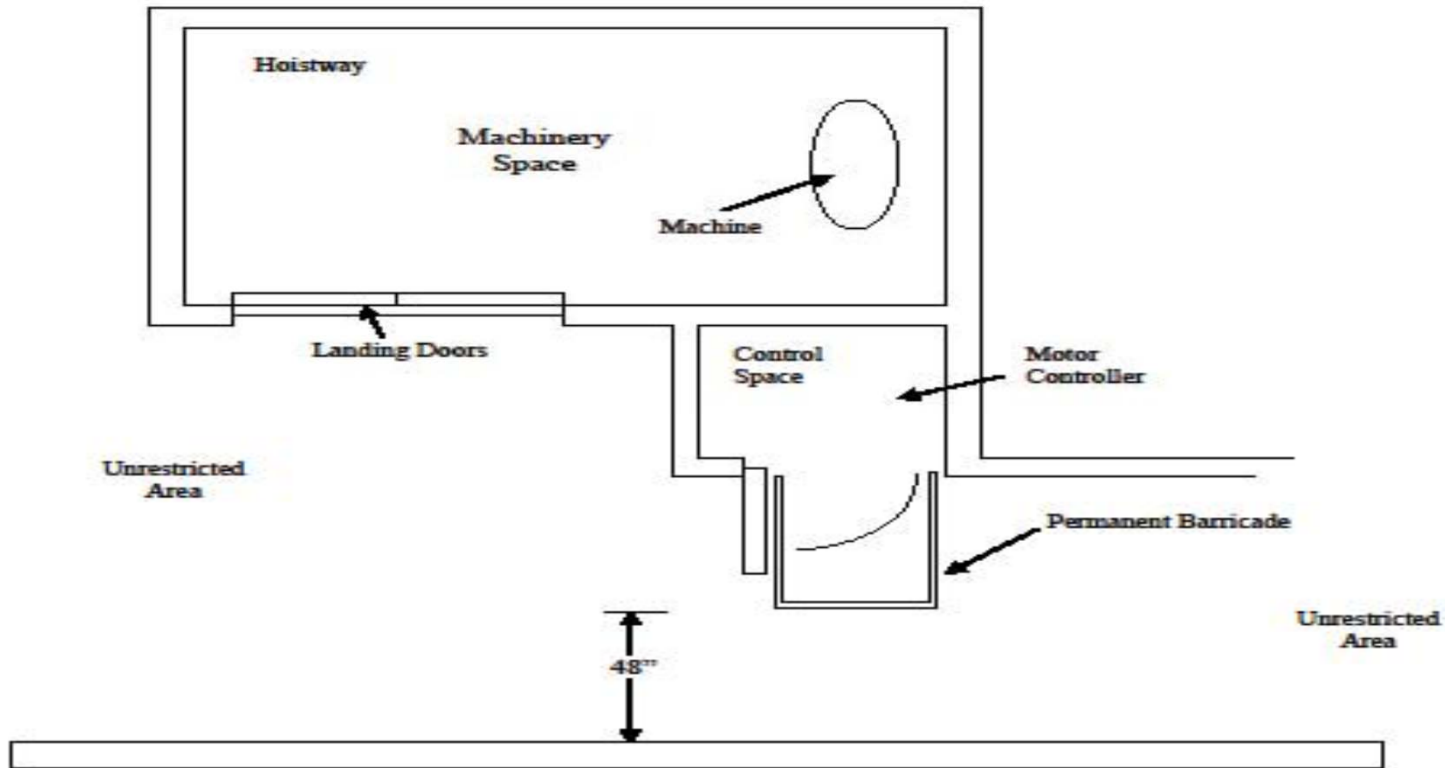 Hoistway
Machinery
Space
Machine
Landing Doors
Control
Space
Motor
Controller
Unrestricted
Area
Permanent Barricade
Unrestricted
Area
48”